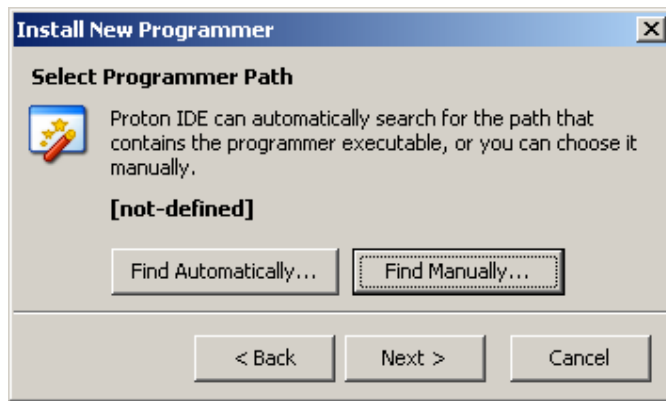 Install New Programmer
Select Programmer Path
Proton IDE can automatically search for the path that
contains the programmer executable, or you can choose it
manually.
[not-defined]
Find Automatically... Find Manually...
< Back Next > Cancel